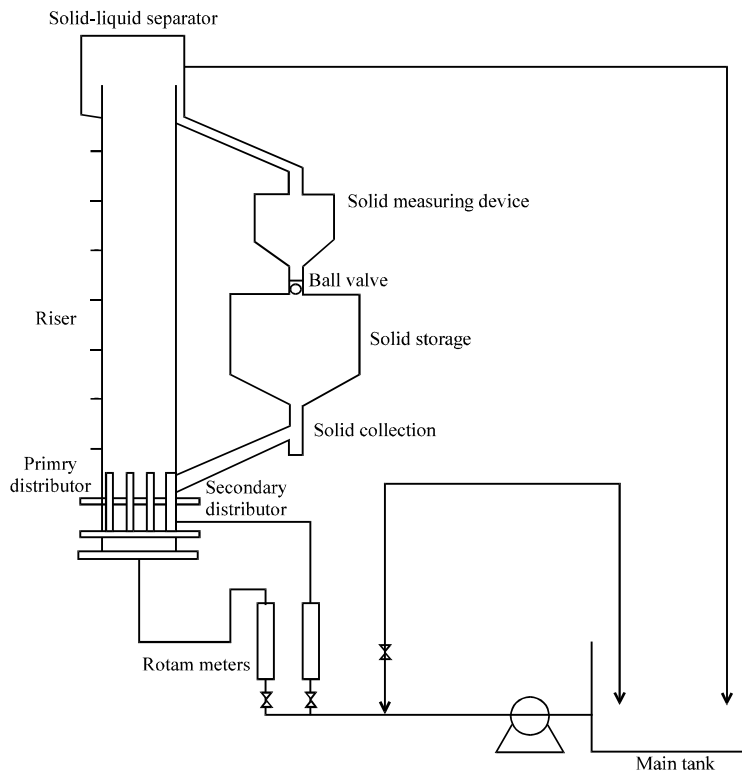 Solid-liquid separator
Solid measuring device
Ball valve
Riser
Solid storage
Solid collection
Primry
distributor
Secondary
distributor
Rotam meters
Main tank